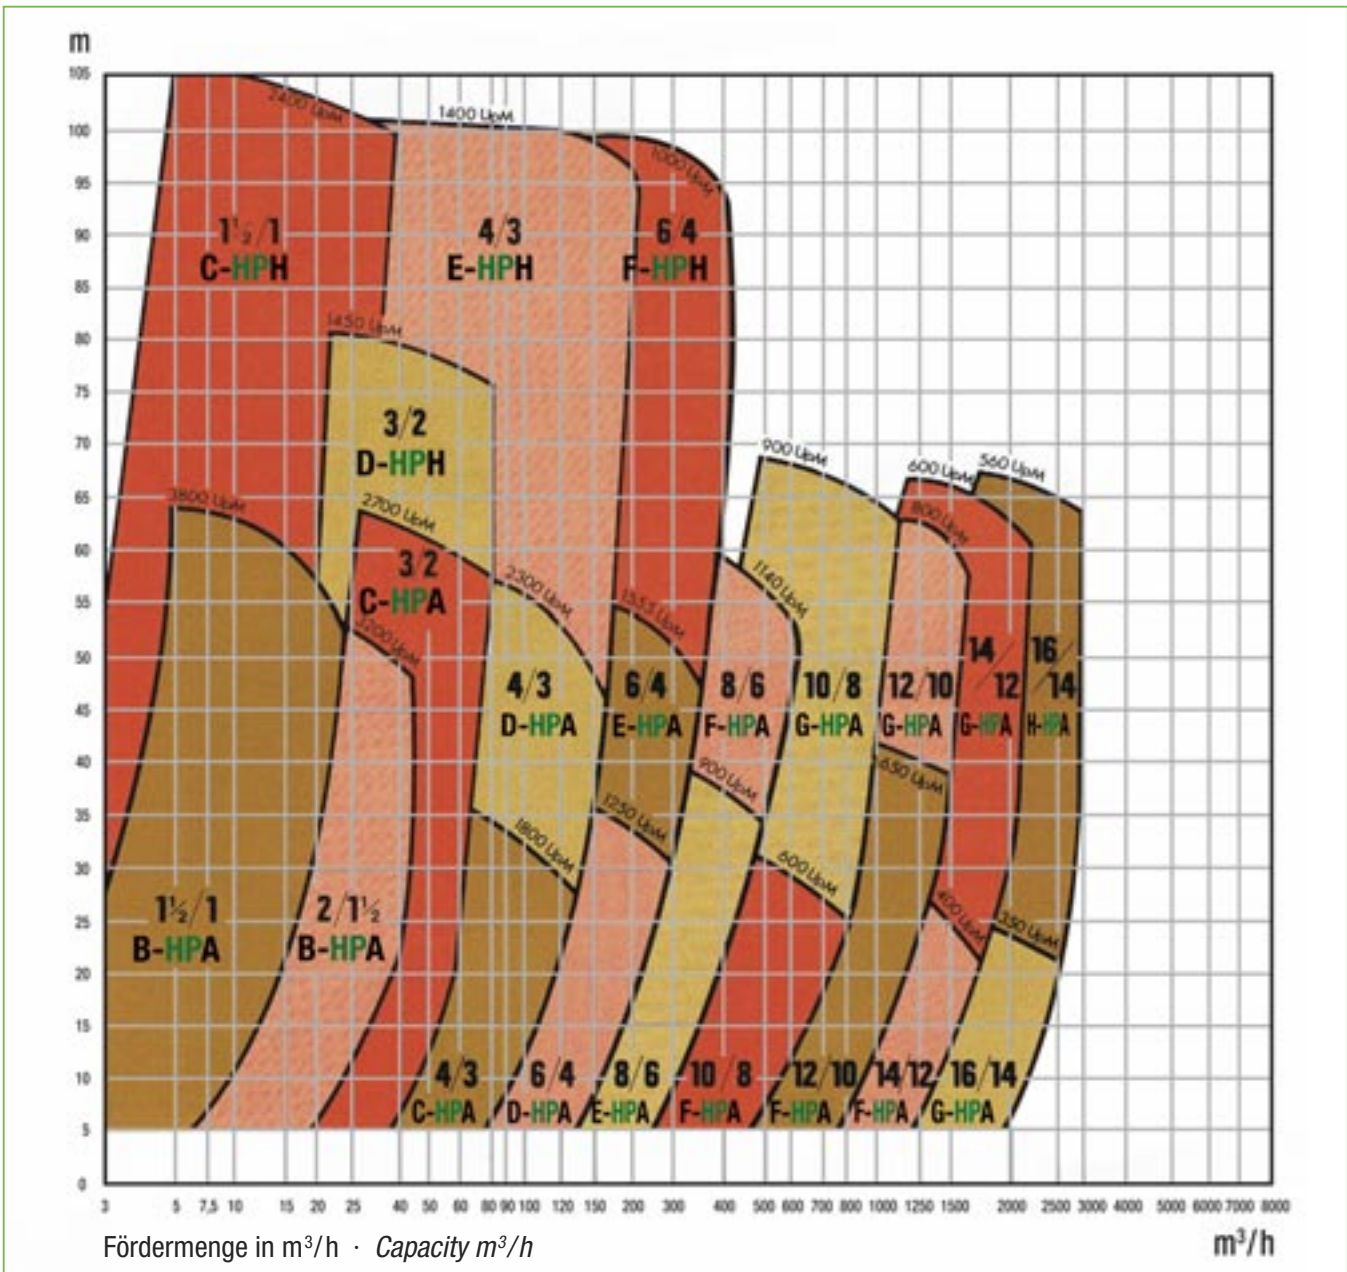 m
105
2400 UpM
1400 UpM
100
1000 UpM
95
90
1½/1
C-HPH
4/3
E-HPH
6/4
F-HPH
85
80
1450 UpM
75
3/2
D-HPH
70
900 UpM
600 UpM
560 UpM
65
3800 UpM
2700 UpM
800 UpM
60
3 2
C-HPA
2300 UpM
1140 UpM
55
3200 UpM
50
4/3
D-HPA
6/4
E-HPA
8/6
F-HPA
10/8
G-HPA
12/10
G-HPA
14/12
G-HPA
16/14
H-HPA
45
40
900 UpM
650 UpM
35
1800 UpM
1250 UpM
30
600 UpM
400 UpM
350 UpM
25
1½/1
B-HPA
2/1½
B-HPA
20
15
10
4/3
C-HPA
6/4
D-HPA
8/6
E-HPA
10/8
F-HPA
12/10
F-HPA
14/12
F-HPA
16/14
G-HPA
5
0
3 5 7,5 10 15 20 25 40 50 60 80 90 100 120 150 200 300 400 500 600 700 800 1000 1200 1500 2000 2500 3000 4000 5000 6000 7000 8000
Fördermenge in m³/h · Capacity m³/h
m³/h